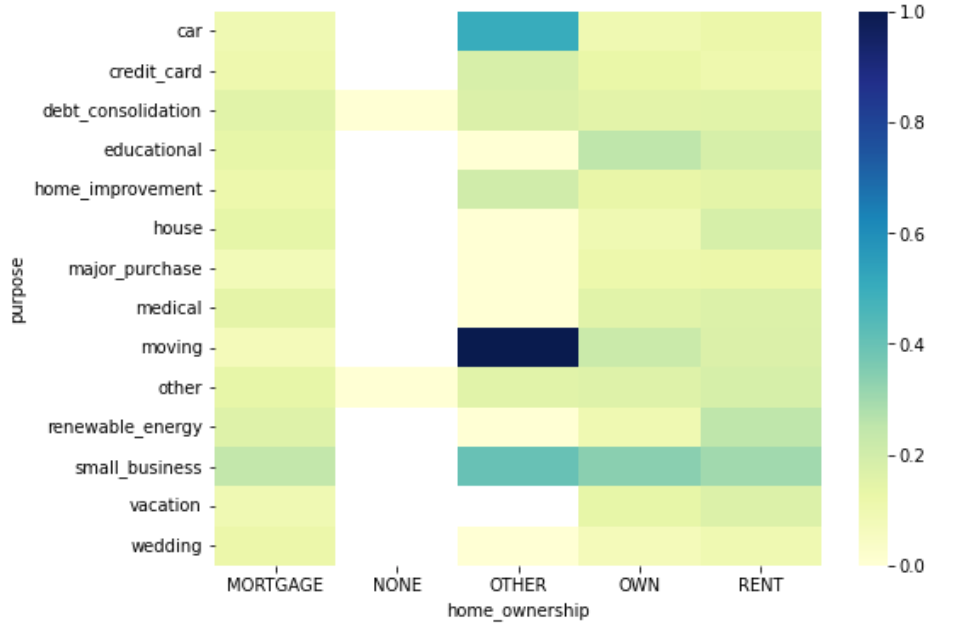 purpose
car
credit_card
debt_consolidation
educational
home_improvement
house
major_purchase
medical
moving
other
renewable_energy
small_business
vacation
wedding
MORTGAGE NONE OTHER OWN RENT
home_ownership
1.0
0.8
0.6
0.4
0.2
0.0